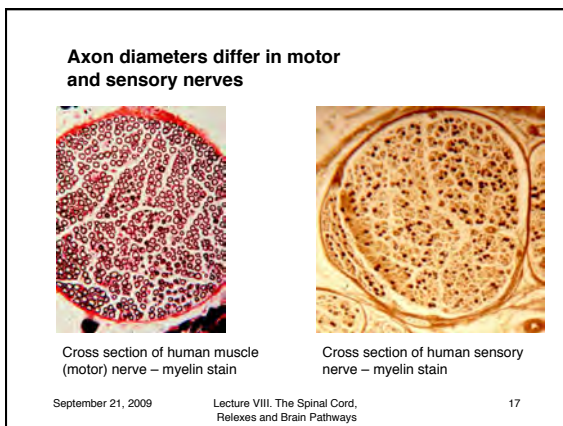 Axon diameters differ in motor
and sensory nerves
Cross section of human muscle
(motor) nerve – myelin stain
Cross section of human sensory
nerve – myelin stain
September 21, 2009
Lecture VIII. The Spinal Cord,
Relexes and Brain Pathways
17